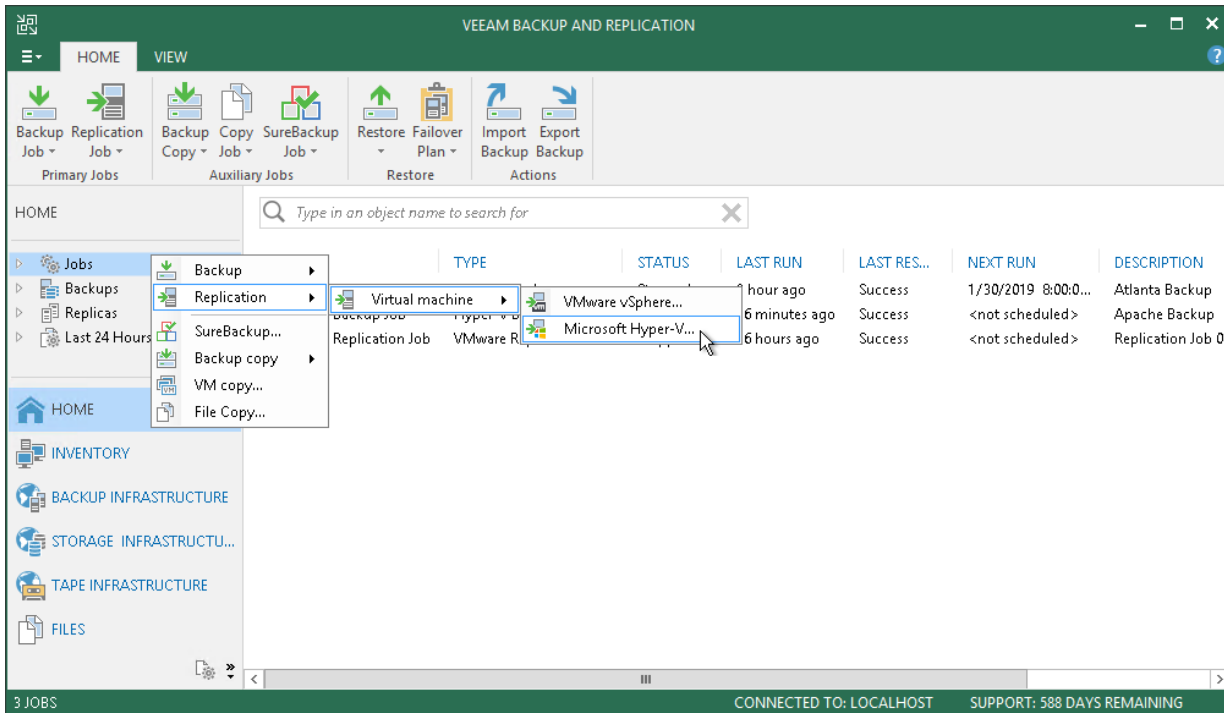 VEEAM BACKUP AND REPLICATION
HOME VIEW
Backup Job
Replication Job
Primary Jobs
Backup Copy
Copy Job
SureBackup Job
Auxiliary Jobs
Restore
Failover Plan
Restore
Import Backup
Export Backup
Actions
HOME
Type in an object name to search for
Jobs
Backups
Replicas
Last 24 Hours
Backup
Replication
SureBackup...
Backup copy
VM copy...
File Copy...
Virtual machine
VMware vSphere...
Microsoft Hyper-V...
TYPE STATUS LAST RUN LAST RES... NEXT RUN DESCRIPTION
hour ago Success 1/30/2019 8:00:0... Atlanta Backup
6 minutes ago Success <not scheduled> Apache Backup
Replication Job VMware R 6 hours ago Success <not scheduled> Replication Job 0
HOME
INVENTORY
BACKUP INFRASTRUCTURE
STORAGE INFRASTRUCTU...
TAPE INFRASTRUCTURE
FILES
3 JOBS CONNECTED TO: LOCALHOST SUPPORT: 588 DAYS REMAINING